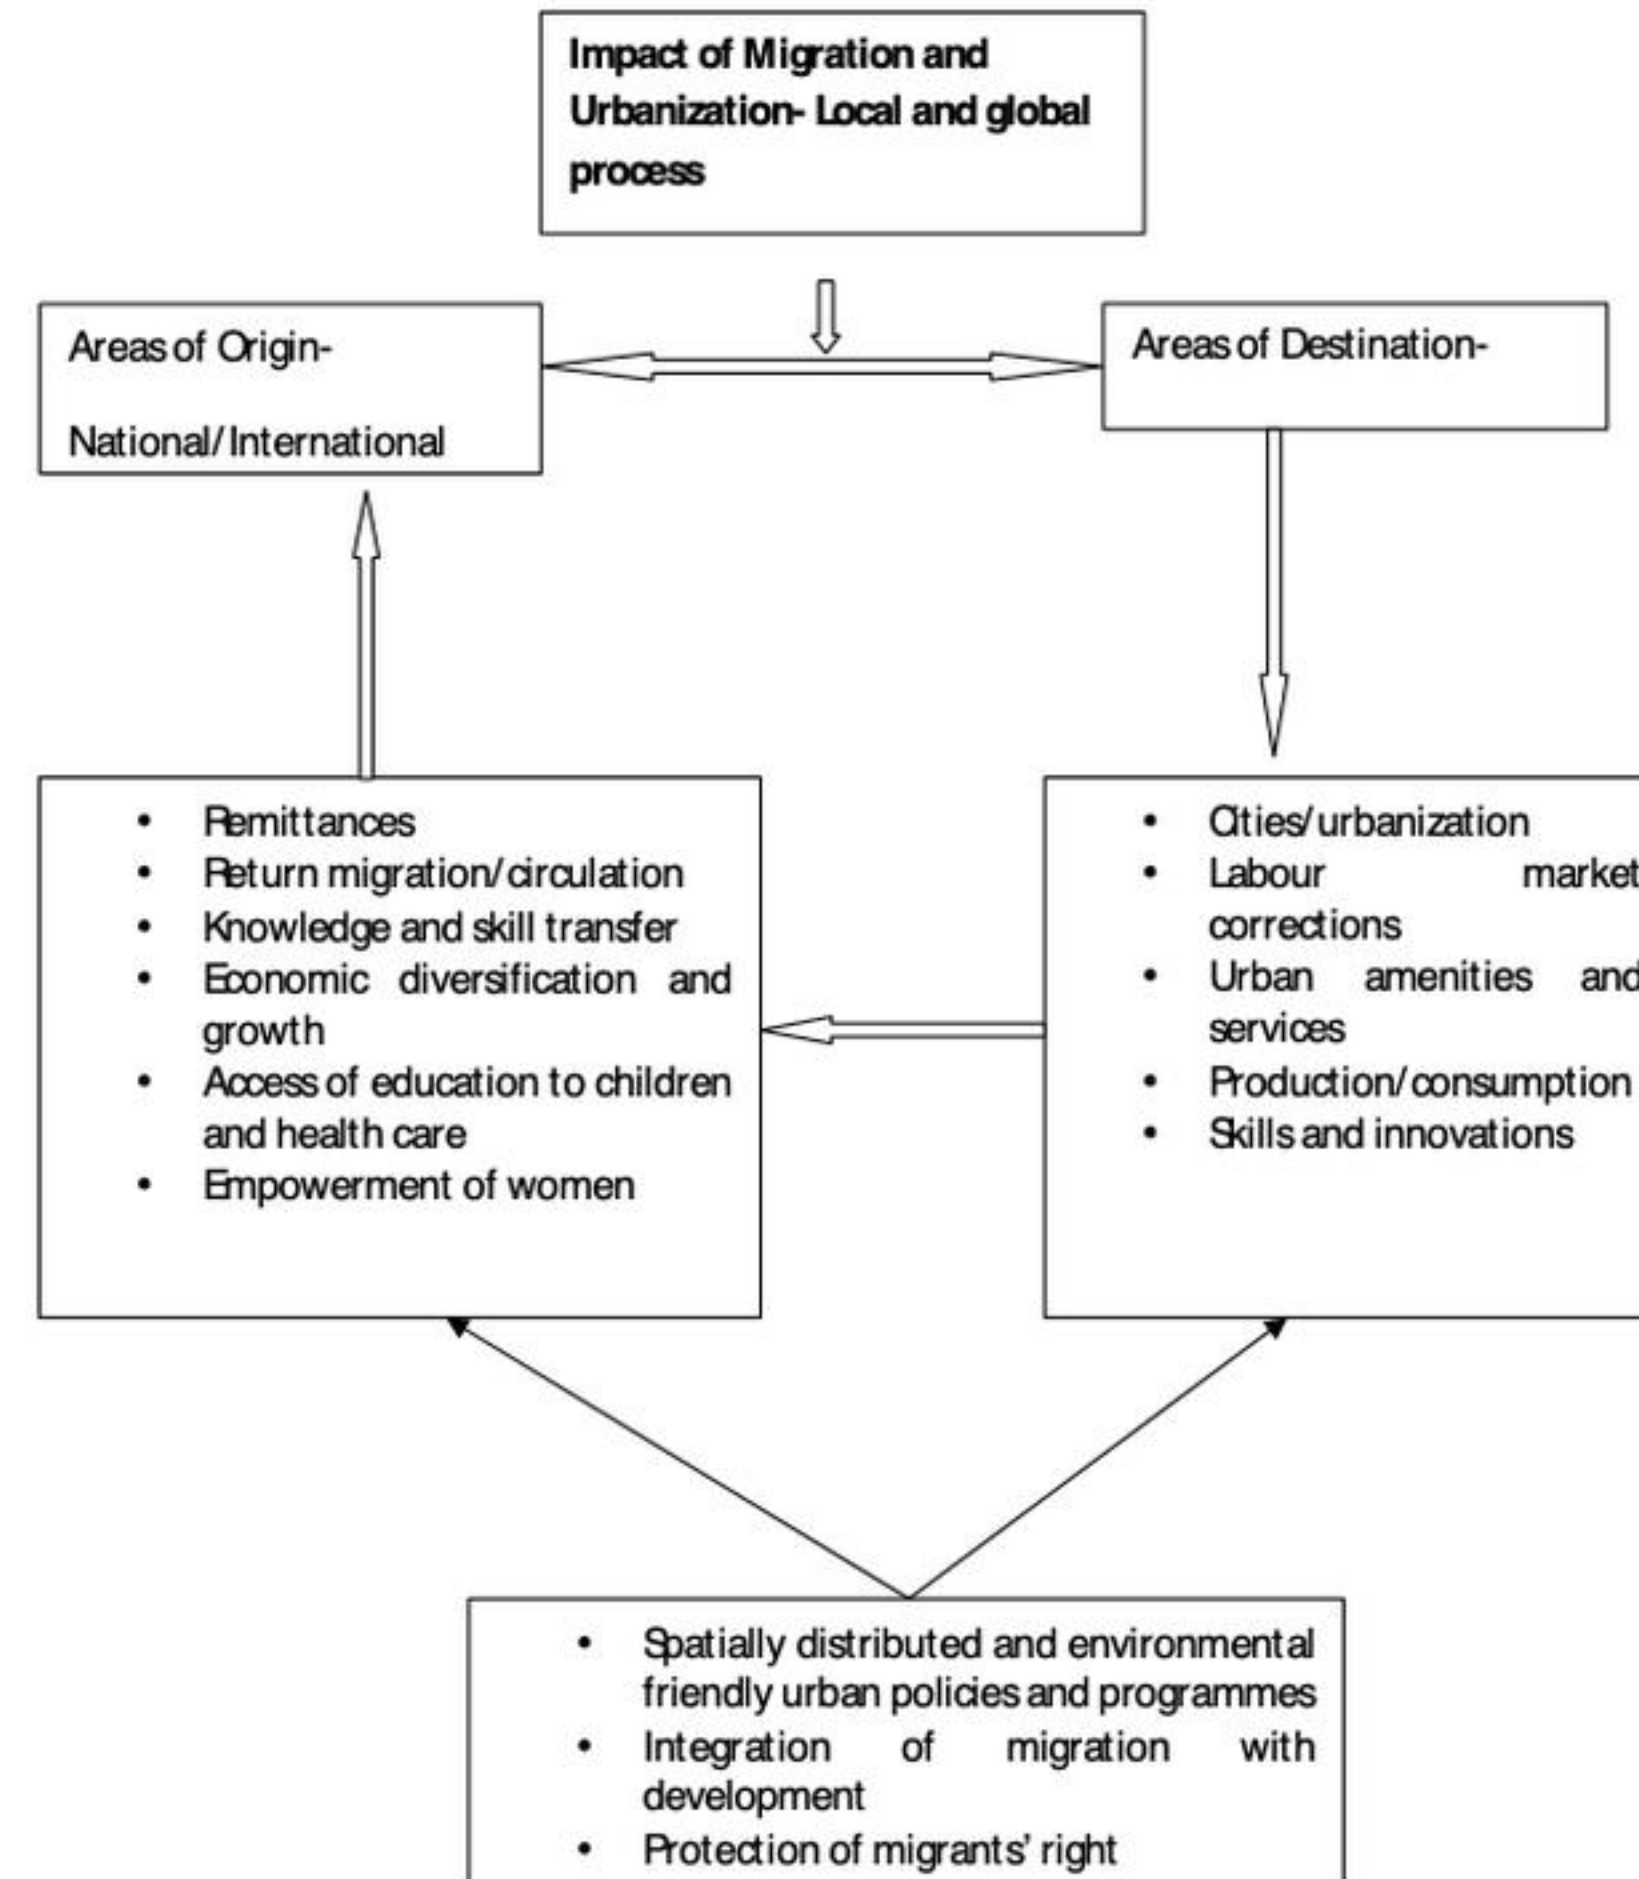 Impact of Migration and
Urbanization- Local and global
process
Areas of Origin-
National/International
Areas of Destination-
• Remittances
• Return migration/circulation
• Knowledge and skill transfer
• Economic diversification and
growth
• Access of education to children
and health care
• Empowerment of women
• Cities/urbanization
• Labour market
corrections
• Urban amenities and
services
• Production/consumption
• Skills and innovations
• Spatially distributed and environmental
friendly urban policies and programmes
• Integration of migration with
development
• Protection of migrants’ right